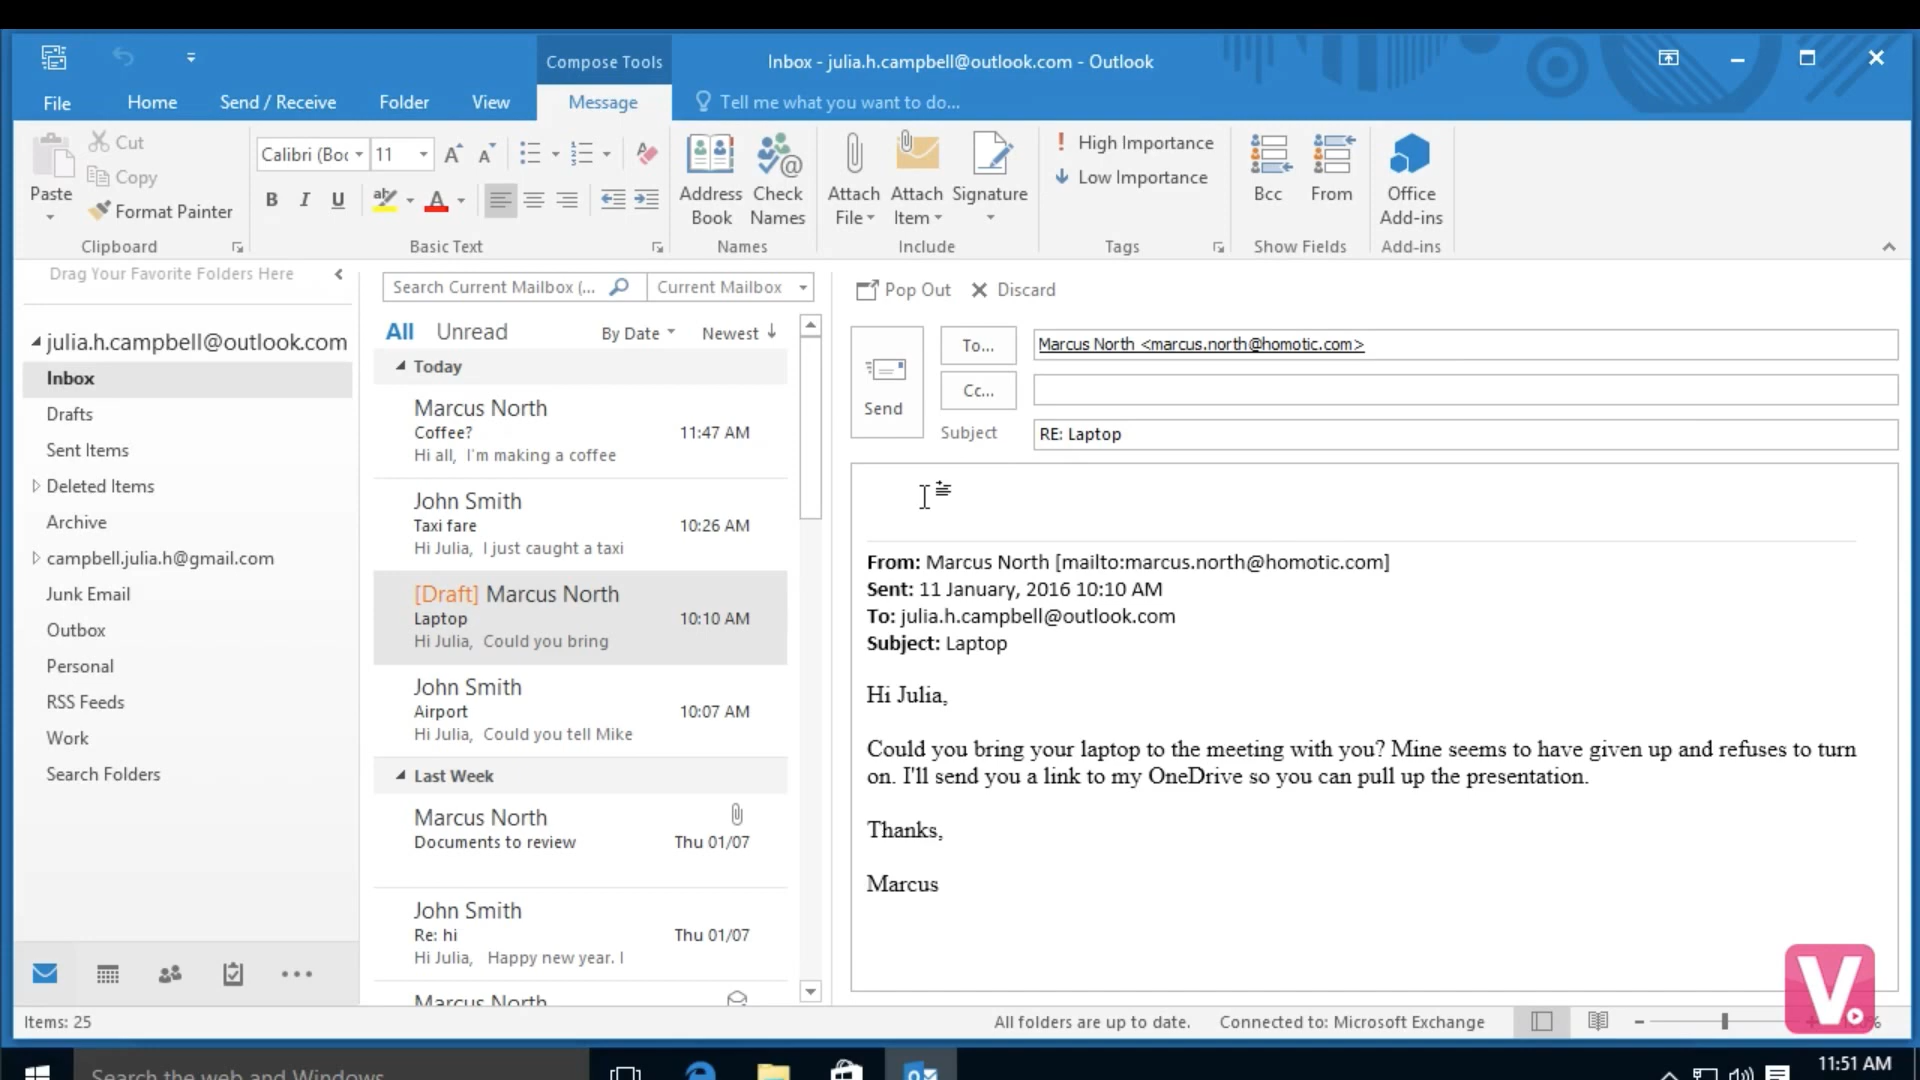 Compose Tools
Inbox - julia.h.campbell@outlook.com - Outlook
File
Home
Send / Receive
Folder
View
Message
Tell me what you want to do...
Paste
Cut
Copy
Format Painter
Clipboard
Calibri (Boc
11
B I U
Basic Text
Address Book
Check Names
Names
Attach File
Attach Item
Signature
Include
High Importance
Low Importance
Tags
Bcc
From
Show Fields
Office Add-ins
Add-ins
Drag Your Favorite Folders Here
julia.h.campbell@outlook.com
Inbox
Drafts
Sent Items
Deleted Items
Archive
campbell.julia.h@gmail.com
Junk Email
Outbox
Personal
RSS Feeds
Work
Search Folders
Items: 25
Search Current Mailbox (...
Current Mailbox
All
Unread
By Date
Newest
Today
Marcus North
Coffee?
11:47 AM
Hi all, I'm making a coffee
John Smith
Taxi fare
10:26 AM
Hi Julia, I just caught a taxi
[Draft] Marcus North
Laptop
10:10 AM
Hi Julia, Could you bring
John Smith
Airport
10:07 AM
Hi Julia, Could you tell Mike
Last Week
Marcus North
Documents to review
Thu 01/07
John Smith
Re: hi
Thu 01/07
Hi Julia, Happy new year. I
Marcus North
Pop Out
Discard
Send
To...
Marcus North <marcus.north@homotic.com>
Cc...
Subject
RE: Laptop
From: Marcus North [mailto:marcus.north@homotic.com]
Sent: 11 January, 2016 10:10 AM
To: julia.h.campbell@outlook.com
Subject: Laptop
Hi Julia,
Could you bring your laptop to the meeting with you? Mine seems to have given up and refuses to turn
on. I'll send you a link to my OneDrive so you can pull up the presentation.
Thanks,
Marcus
All folders are up to date.
Connected to: Microsoft Exchange
Search the web and Windows
11:51 AM